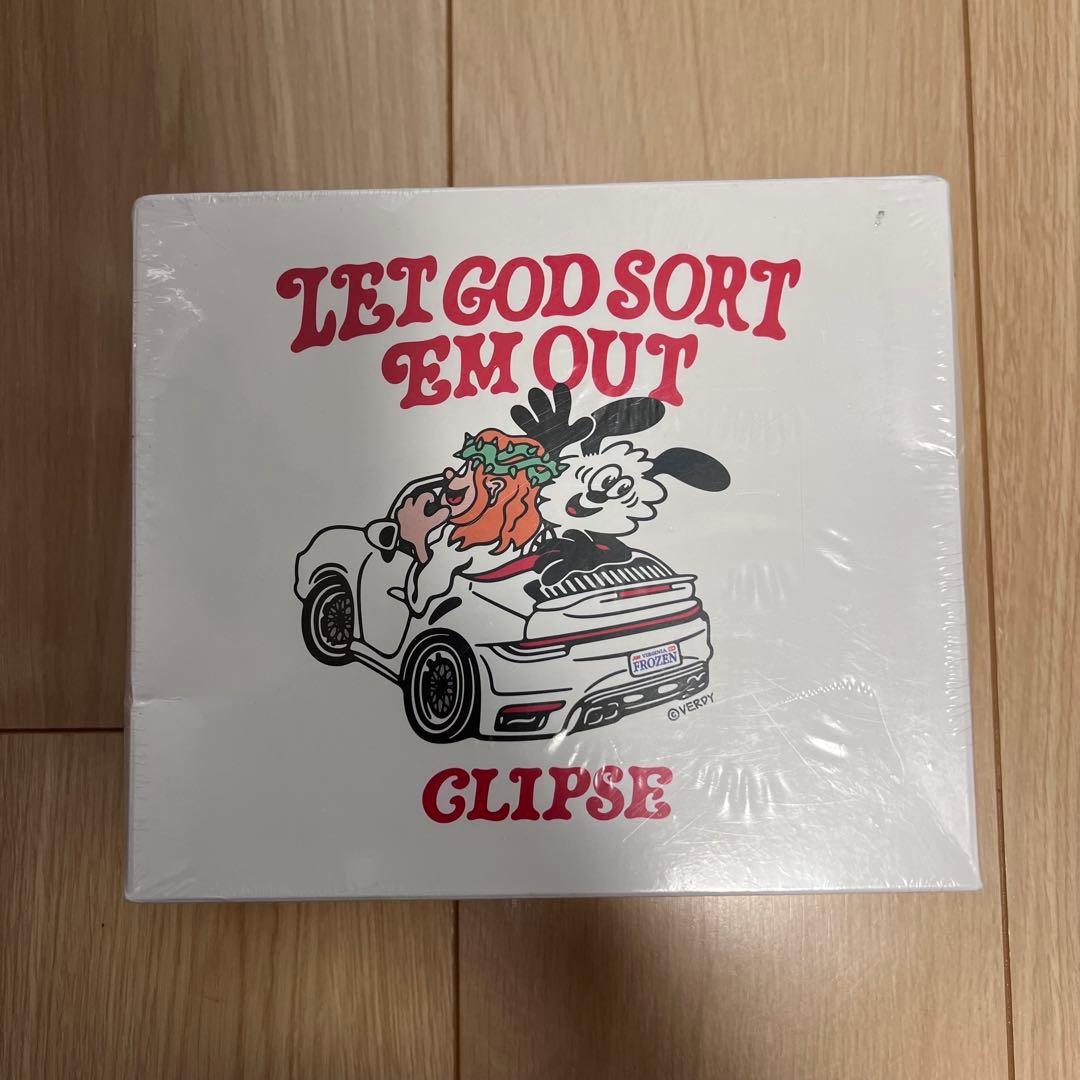 LET GOD SORT
EM OUT
VIRGINIA
FROZEN
©VERDY
CLIPSE